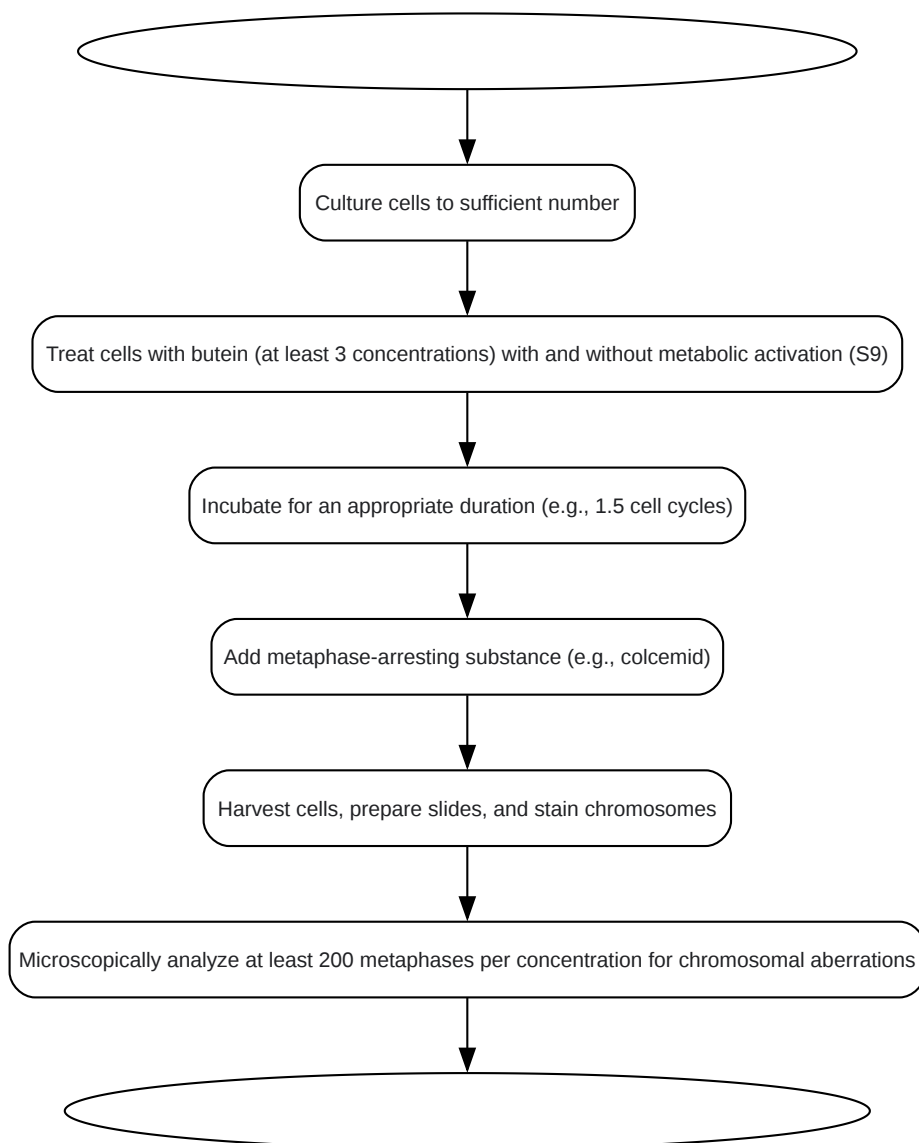 Culture cells to sufficient number
Treat cells with butein (at least 3 concentrations) with and without metabolic activation (S9)
Incubate for an appropriate duration (e.g., 1.5 cell cycles)
Add metaphase-arresting substance (e.g., colcemid)
Harvest cells, prepare slides, and stain chromosomes
Microscopically analyze at least 200 metaphases per concentration for chromosomal aberrations